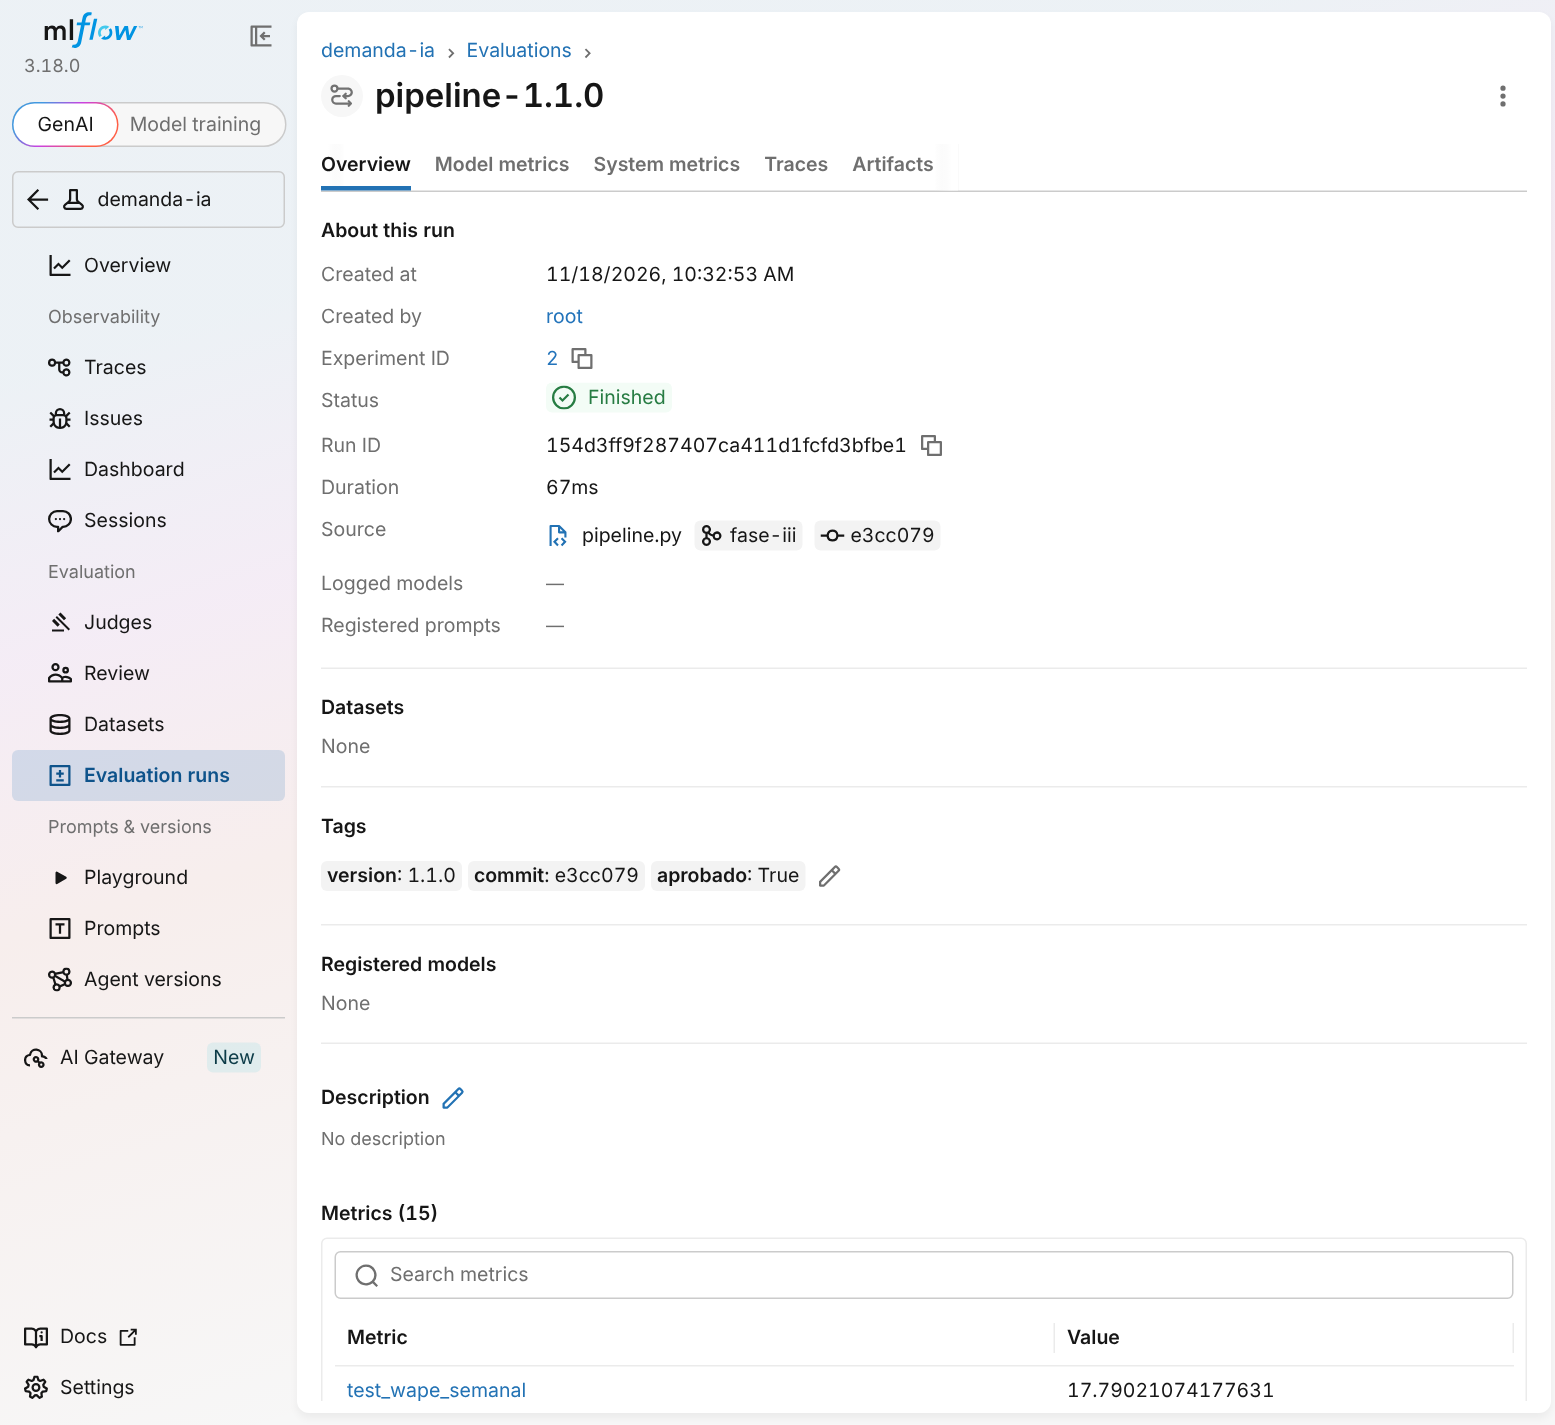 mlflow
3.18.0
GenAI
Model training
demanda-ia
Overview
Observability
Traces
Issues
Dashboard
Sessions
Evaluation
Judges
Review
Datasets
Evaluation runs
Prompts & versions
Playground
Prompts
Agent versions
AI Gateway New
Docs
Settings
demanda-ia › Evaluations ›
pipeline-1.1.0
Overview Model metrics System metrics Traces Artifacts
About this run
Created at 11/18/2026, 10:32:53 AM
Created by root
Experiment ID 2
Status Finished
Run ID 154d3ff9f287407ca411d1fcfd3bfbe1
Duration 67ms
Source pipeline.py fase-iii e3cc079
Logged models —
Registered prompts —
Datasets
None
Tags
version: 1.1.0 commit: e3cc079 aprobado: True
Registered models
None
Description
No description
Metrics (15)
Search metrics
Metric Value
test_wape_semanal 17.79021074177631